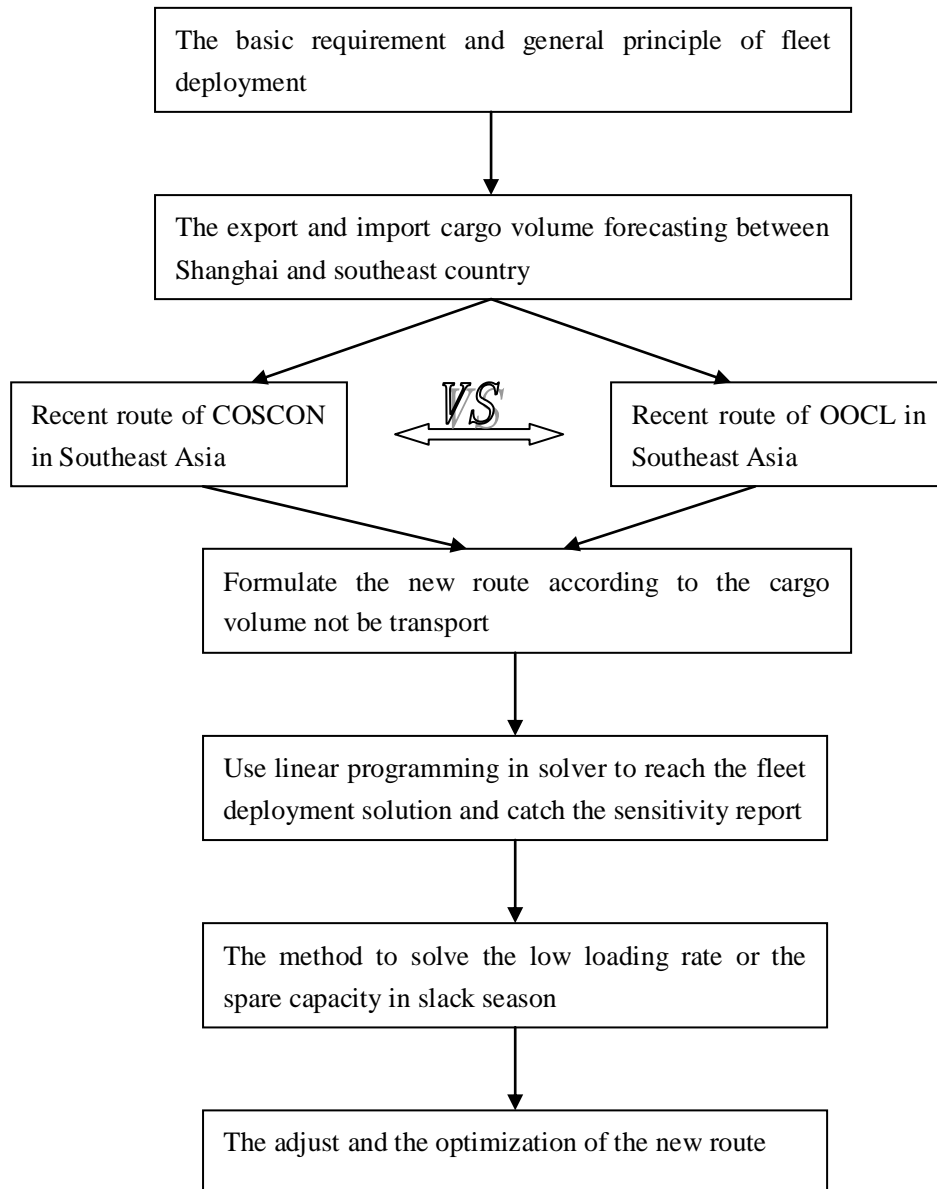 The basic requirement and general principle of fleet
deployment
The export and import cargo volume forecasting between
Shanghai and southeast country
Recent route of COSCON
in Southeast Asia
VS
Recent route of OOCL in
Southeast Asia
Formulate the new route according to the cargo
volume not be transport
Use linear programming in solver to reach the fleet
deployment solution and catch the sensitivity report
The method to solve the low loading rate or the
spare capacity in slack season
The adjust and the optimization of the new route